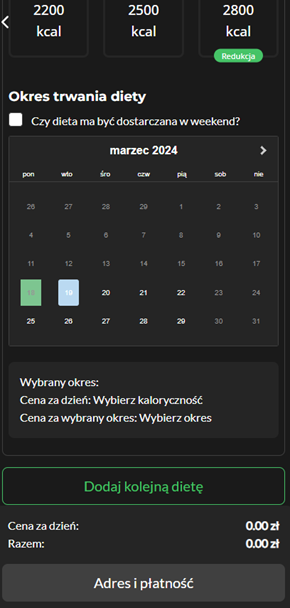 2200 2500 2800
kcal kcal kcal
Redukcja
Okres trwania diety
Czy dieta ma być dostarczana w weekend?
marzec 2024
pon wto śro czw pią sob nie
26 27 28 29 1 2 3
4 5 6 7 8 9 10
11 12 13 14 15 16 17
18 19 20 21 22 23 24
25 26 27 28 29 30 31
Wybrany okres:
Cena za dzień: Wybierz kaloryczność
Cena za wybrany okres: Wybierz okres
Dodaj kolejną dietę
Cena za dzień: 0.00 zł
Razem: 0.00 zł
Adres i płatność